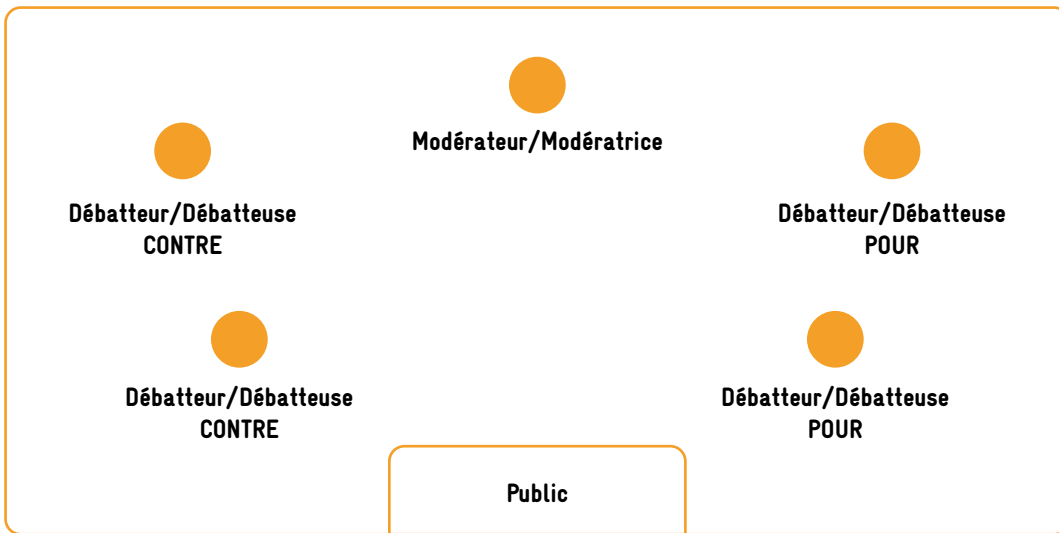 Modérateur/Modératrice
Débatteur/Débatteuse
CONTRE
Débatteur/Débatteuse
POUR
Débatteur/Débatteuse
CONTRE
Débatteur/Débatteuse
POUR
Public